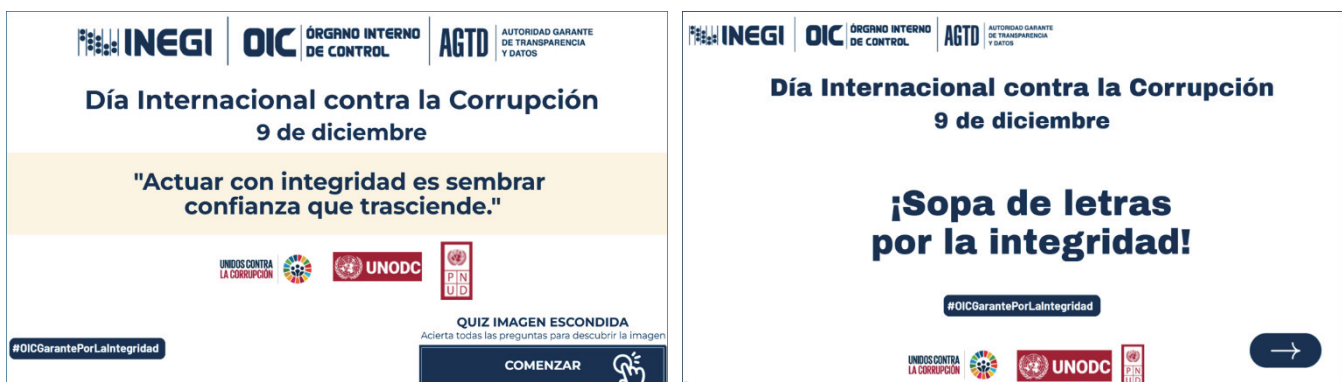 INEGI
OIC ÓRGANO INTERNO
DE CONTROL
AGTD AUTORIDAD GARANTE
DE TRANSPARENCIA
Y DATOS
Día Internacional contra la Corrupción
9 de diciembre
"Actuar con integridad es sembrar
confianza que trasciende."
UNIDOS CONTRA
LA CORRUPCIÓN
UNODC
P N
U D
QUIZ IMAGEN ESCONDIDA
Acierta todas las preguntas para descubrir la imagen
#OICGarantePorLaIntegridad
COMENZAR
INEGI
OIC ÓRGANO INTERNO
DE CONTROL
AGTD AUTORIDAD GARANTE
DE TRANSPARENCIA
Y DATOS
Día Internacional contra la Corrupción
9 de diciembre
¡Sopa de letras
por la integridad!
#OICGarantePorLaIntegridad
UNIDOS CONTRA
LA CORRUPCIÓN
UNODC
P N